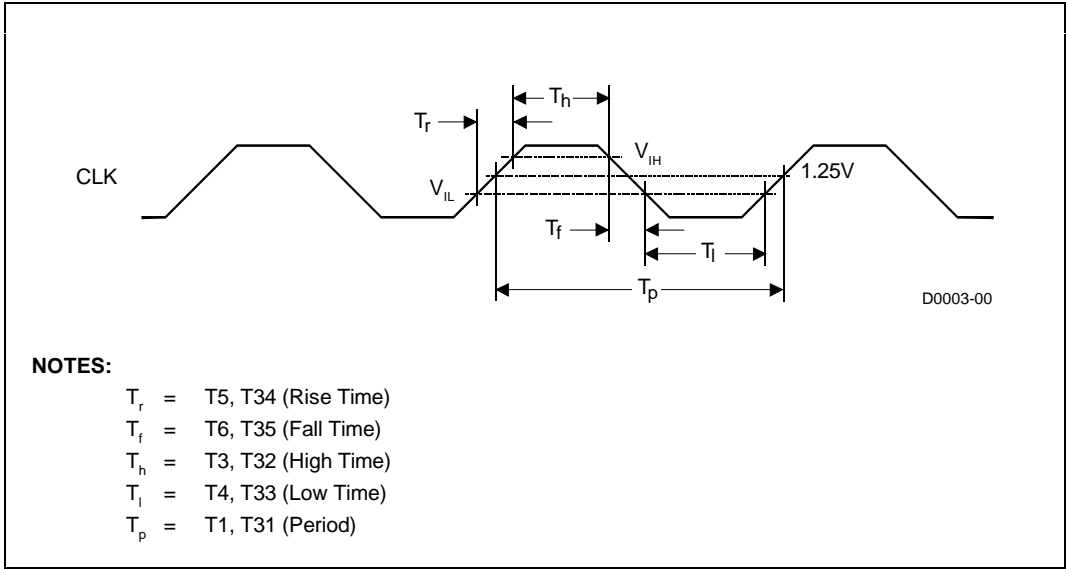 Th
Tr
CLK
VIH
1.25V
VIL
Tf
Tl
Tp
D0003-00
NOTES:
Tr = T5, T34 (Rise Time)
Tf = T6, T35 (Fall Time)
Th = T3, T32 (High Time)
Tl = T4, T33 (Low Time)
Tp = T1, T31 (Period)